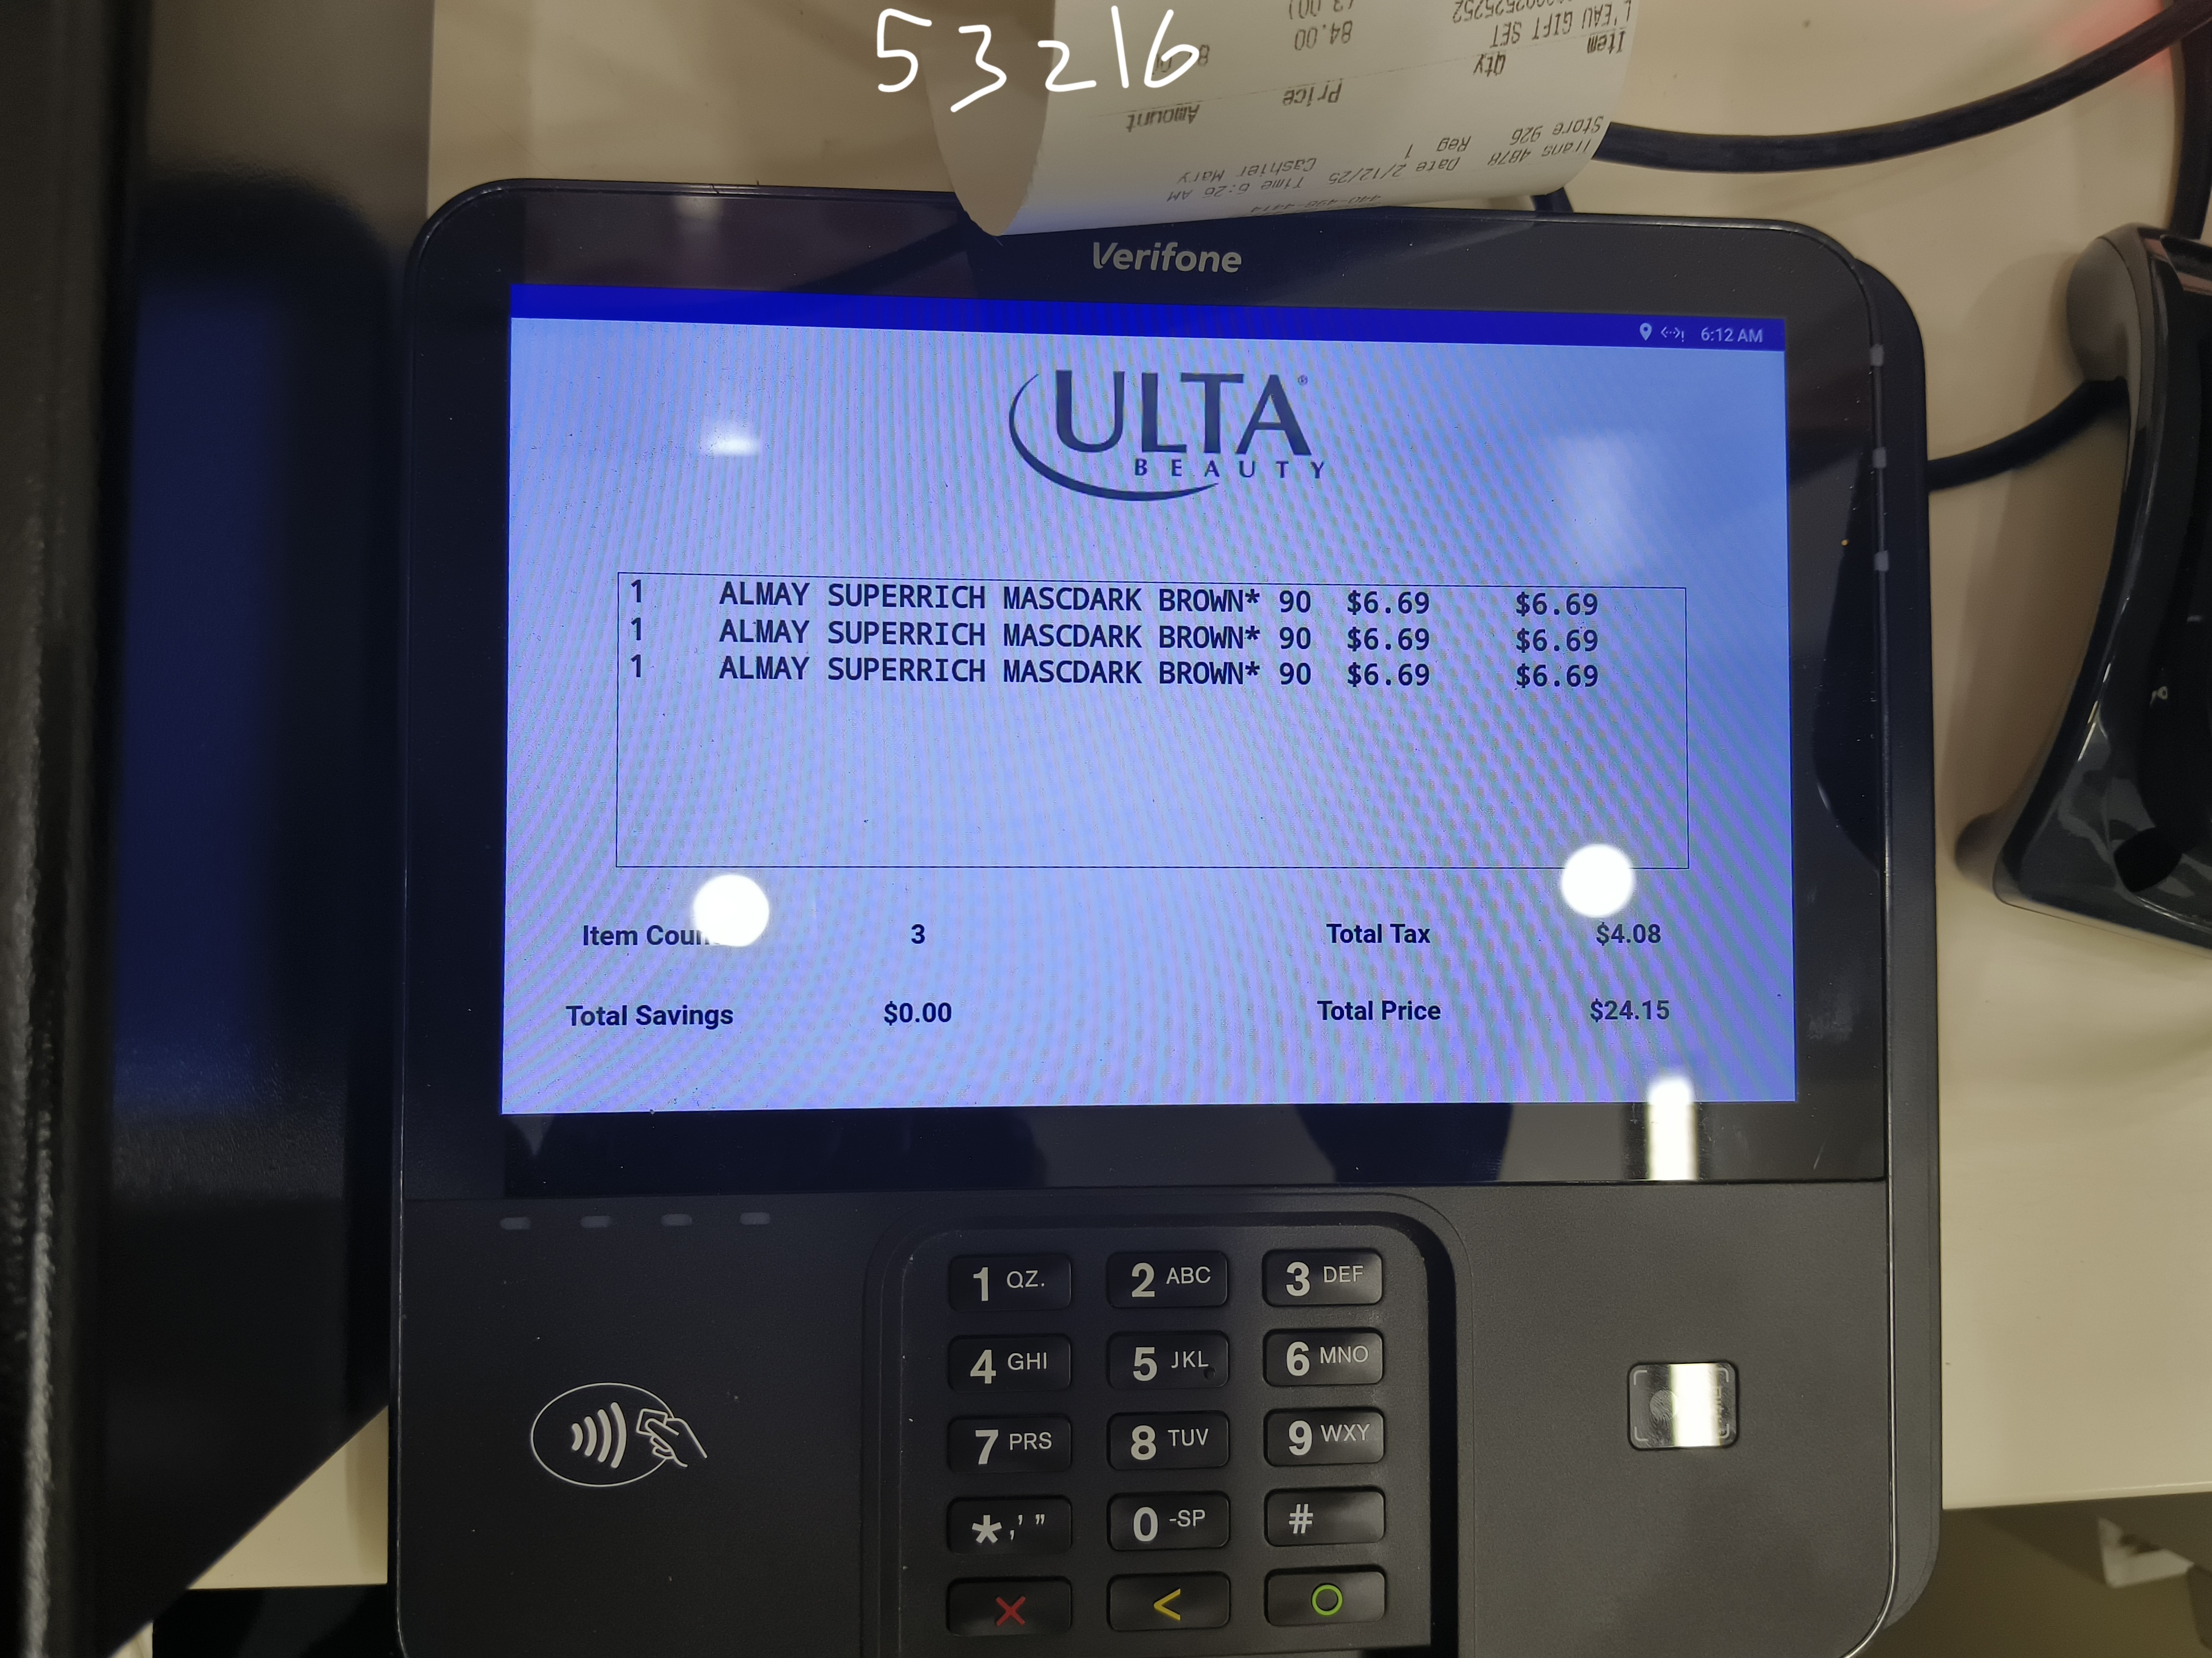 53216
L'EAU GIFT SET
84.00
Item Qty Price Amount
Store 926 Reg 1 Cashier Mary
Trans 4878 Date 2/12/25 Time 6:26 AM
Verifone
6:12 AM
ULTA
BEAUTY
1 ALMAY SUPERRICH MASCDARK BROWN* 90 $6.69 $6.69
1 ALMAY SUPERRICH MASCDARK BROWN* 90 $6.69 $6.69
1 ALMAY SUPERRICH MASCDARK BROWN* 90 $6.69 $6.69
Item 3 Total Tax $4.08
Total Savings $0.00 Total Price $24.15
1 QZ. 2 ABC 3 DEF
4 GHI 5 JKL 6 MNO
7 PRS 8 TUV 9 WXY
*,' " 0 -SP #
X < O